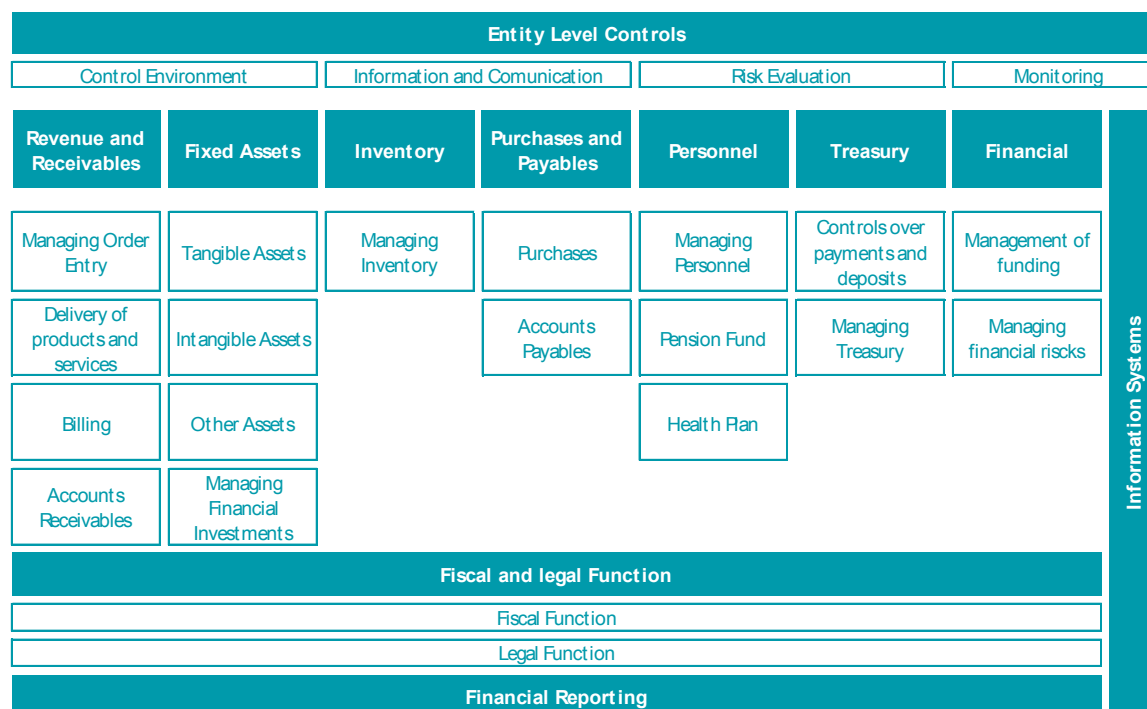 Entity Level Controls
Control Environment
Information and Comunication
Risk Evaluation
Monitoring
Revenue and
Receivables
Fixed Assets
Inventory
Purchases and
Payables
Personnel
Treasury
Financial
Managing Order
Entry
Tangible Assets
Managing
Inventory
Purchases
Managing
Personnel
Controls over
payments and
deposits
Management of
funding
Delivery of
products and
services
Intangible Assets
Accounts
Payables
Pension Fund
Managing
Treasury
Managing
financial risks
Billing
Other Assets
Health Plan
Accounts
Receivables
Managing
Financial
Investments
Information Systems
Fiscal and legal Function
Fiscal Function
Legal Function
Financial Reporting